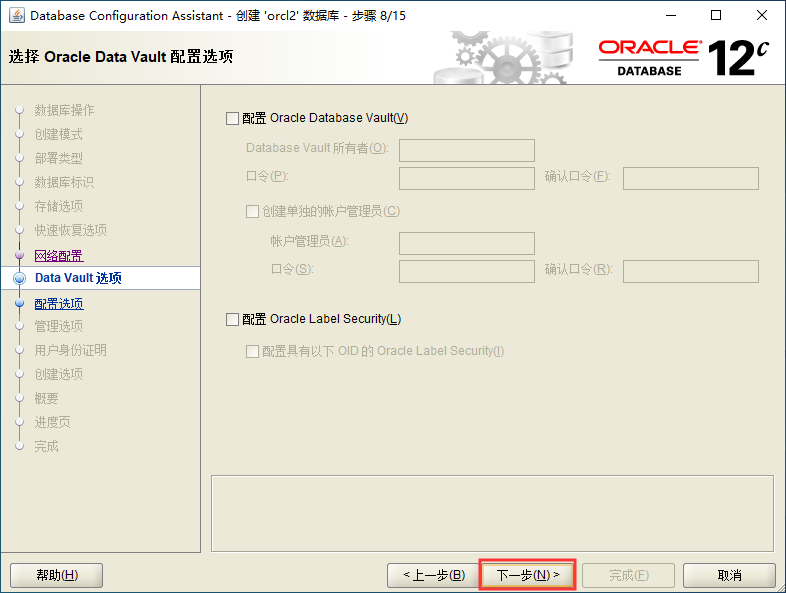 Database Configuration Assistant - 创建 'orcl2' 数据库 - 步骤 8/15
选择 Oracle Data Vault 配置选项
ORACLE®
DATABASE
12c
数据库操作
创建模式
部署类型
数据库标识
存储选项
快速恢复选项
网络配置
Data Vault 选项
配置选项
管理选项
用户身份证明
创建选项
概要
进度页
完成
配置 Oracle Database Vault(V)
Database Vault 所有者(O):
口令(P):
确认口令(F):
创建单独的帐户管理员(C)
帐户管理员(A):
口令(S):
确认口令(R):
配置 Oracle Label Security(L)
配置具有以下 OID 的 Oracle Label Security(I)
帮助(H)
< 上一步(B)
下一步(N) >
完成(F)
取消